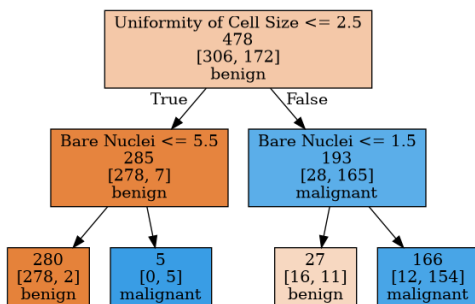 Uniformity of Cell Size <= 2.5
478
[306, 172]
benign
True
False
Bare Nuclei <= 5.5
285
[278, 7]
benign
Bare Nuclei <= 1.5
193
[28, 165]
malignant
280
[278, 2]
benign
5
[0, 5]
malignant
27
[16, 11]
benign
166
[12, 154]
malignant